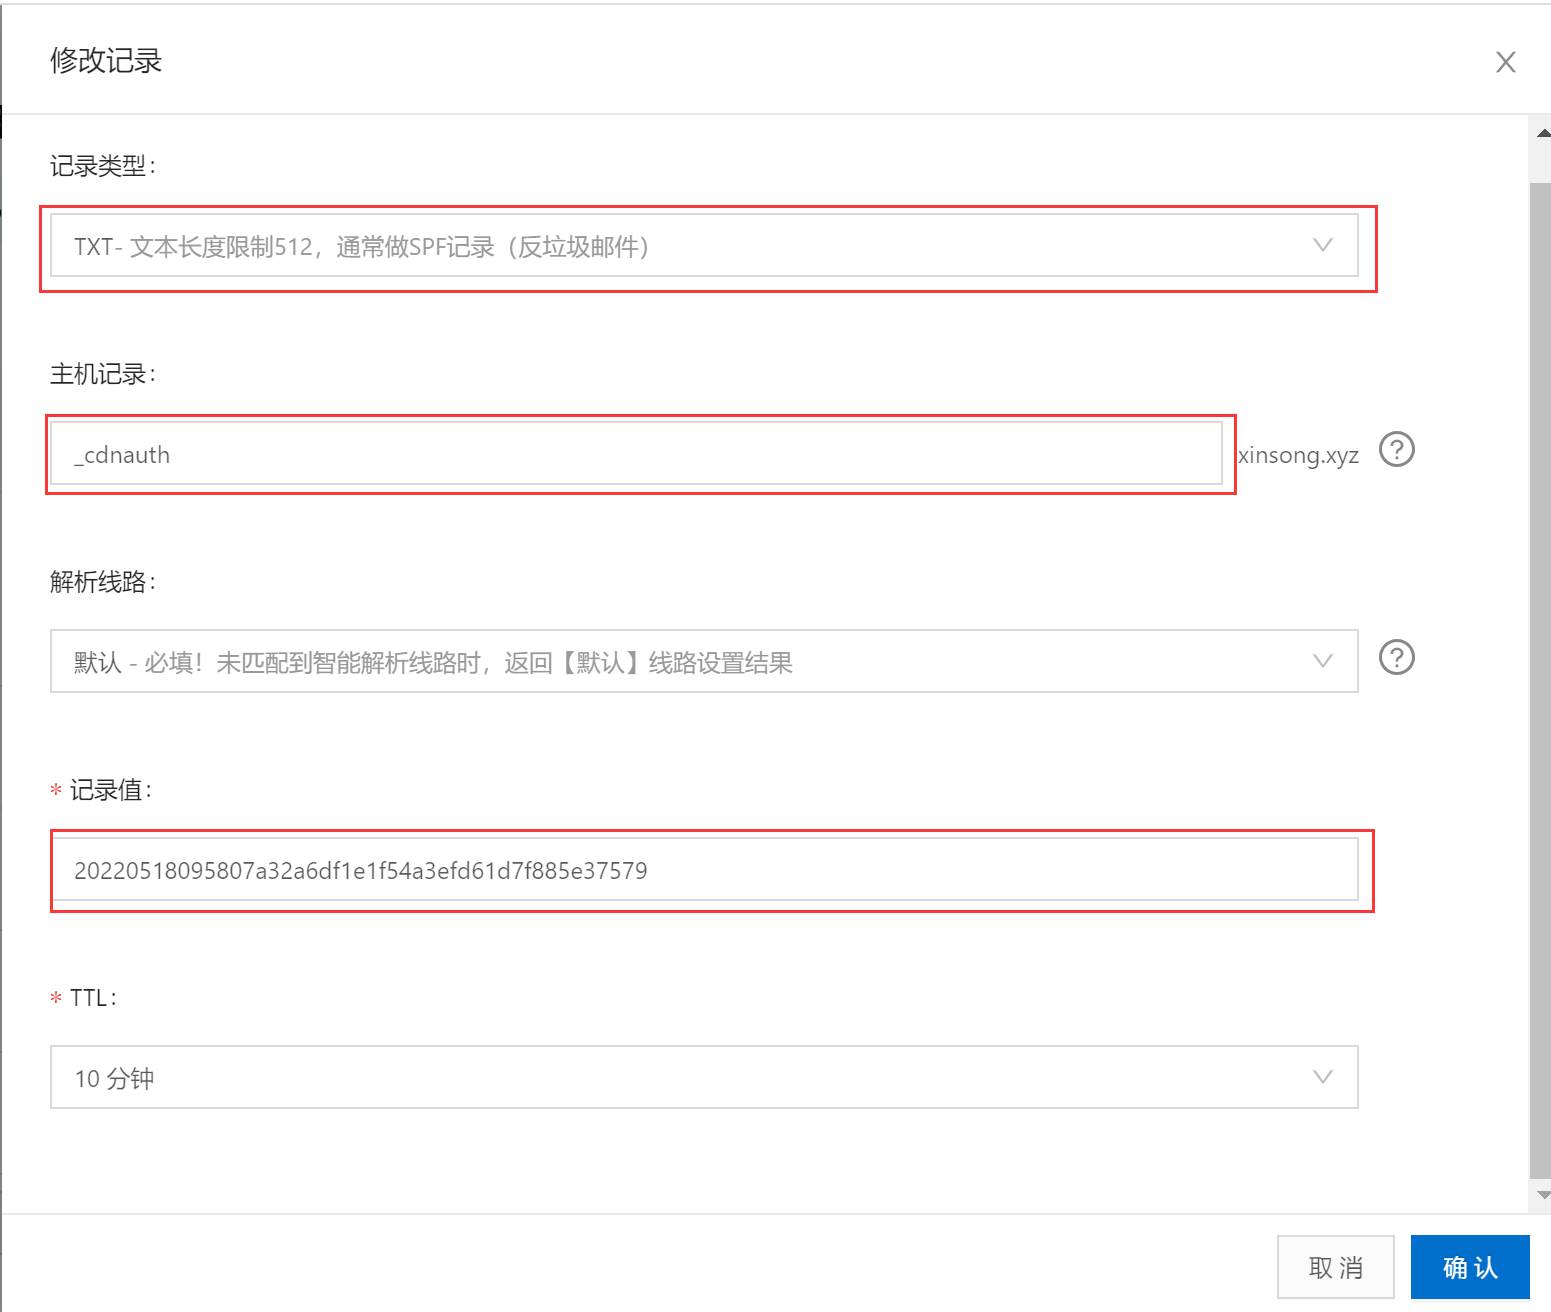 修改记录
记录类型：
TXT- 文本长度限制512，通常做SPF记录（反垃圾邮件）
主机记录：
_cdnauth
xinsong.xyz
解析线路：
默认 - 必填！未匹配到智能解析线路时，返回【默认】线路设置结果
* 记录值：
20220518095807a32a6df1e1f54a3efd61d7f885e37579
* TTL：
10 分钟
取 消
确 认